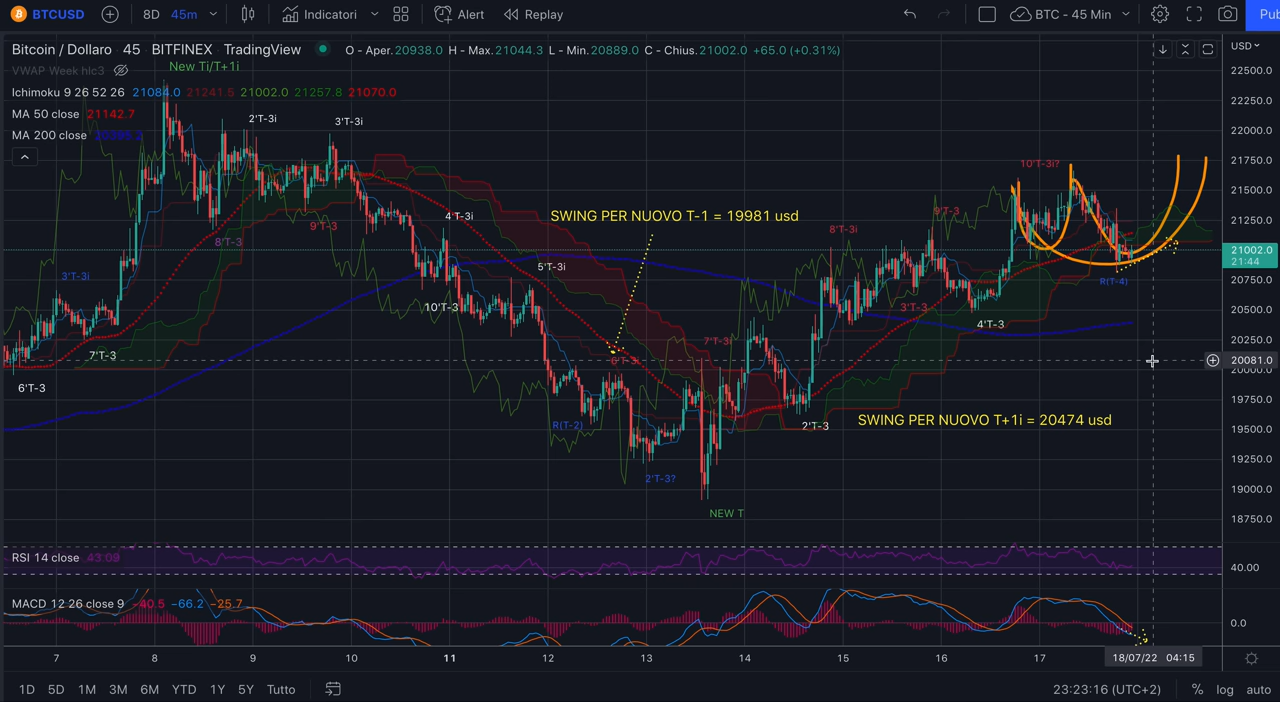 BTCUSD 8D 45m Indicatori Alert Replay BTC - 45 Min Pub
Bitcoin / Dollaro · 45 · BITFINEX · TradingView O - Aper.20938.0 H - Max.21044.3 L - Min.20889.0 C - Chius.21002.0 +65.0 (+0.31%) USD
VWAP Week hlc3
New Ti/T+1i
Ichimoku 9 26 52 26 21084.0 21241.5 21002.0 21257.8 21070.0
MA 50 close 21142.7
MA 200 close
2'T-3i
3'T-3i
10'T-3i?
9'T-3
4'T-3i
9'T-3
8'T-3
8'T-3i
SWING PER NUOVO T-1 = 19981 usd
5'T-3i
3'T-3i
R(T-4)
10'T-3
3'T-3
4'T-3
7'T-3
7'T-3i
6'T-3i
6'T-3
R(T-2)
2'T-3
SWING PER NUOVO T+1i = 20474 usd
2'T-3?
NEW T
22500.0
22250.0
22000.0
21750.0
21500.0
21250.0
21002.0
21:44
20750.0
20500.0
20250.0
20081.0
20000.0
19750.0
19500.0
19250.0
19000.0
18750.0
RSI 14 close 43.09
40.00
MACD 12 26 close 9 −40.5 −66.2 −25.7
0.0
7 8 9 10 11 12 13 14 15 16 17 18/07/22 04:15
1D 5D 1M 3M 6M YTD 1Y 5Y Tutto 23:23:16 (UTC+2) % log auto